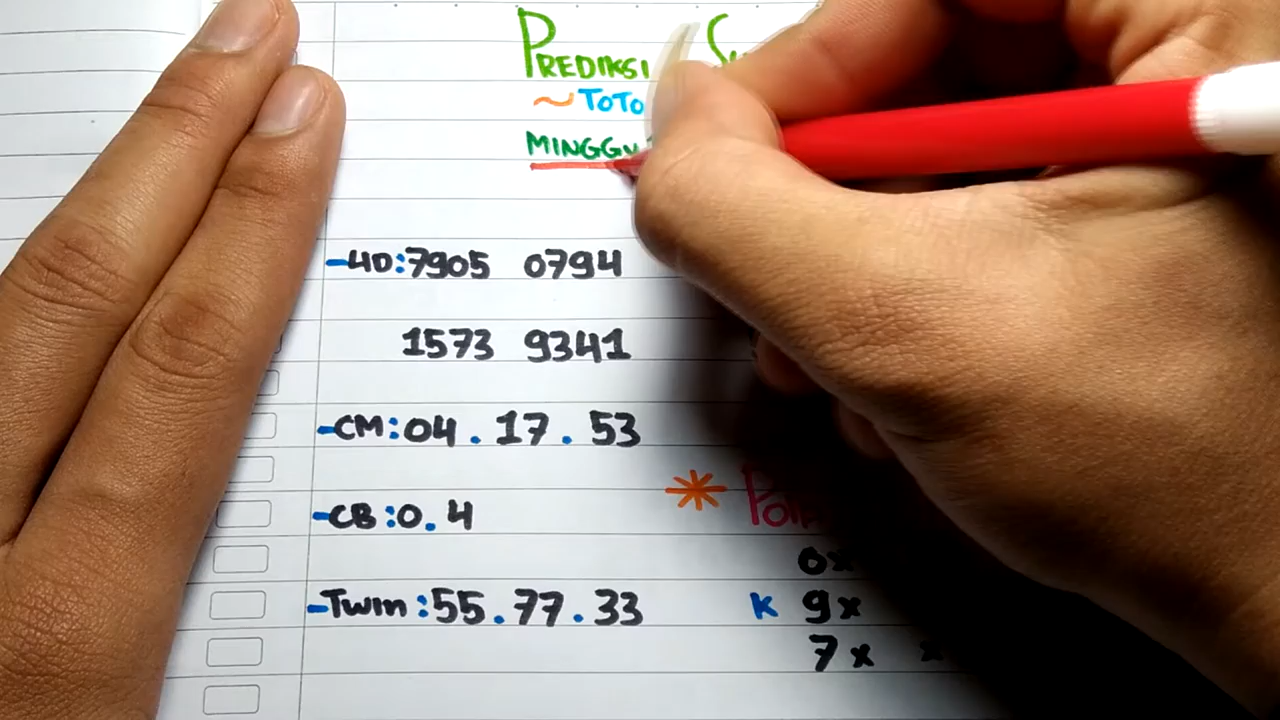 PREDIKSI
~TOTO
MINGGU
-4D:7905 0794
1573 9341
-CM:04.17.53
-CB:0.4
-Twin:55.77.33
*
0x
K 9x
7x x